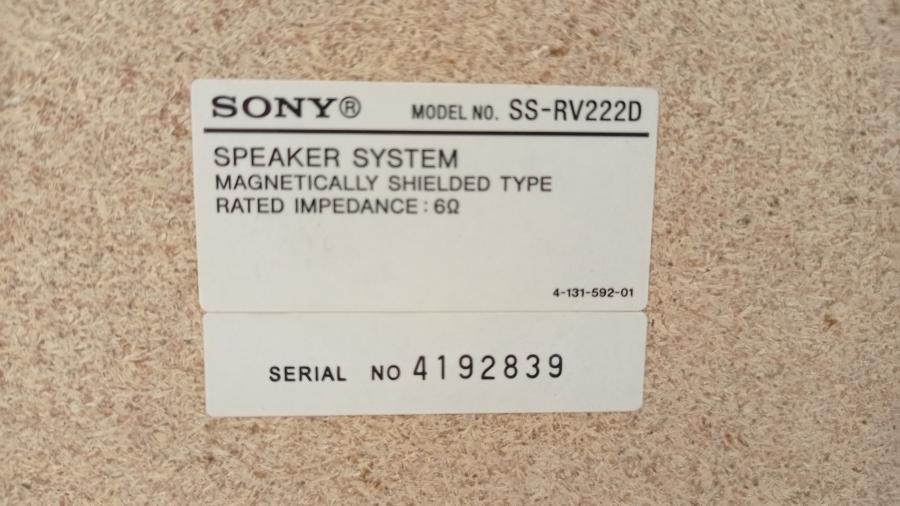 SONY® MODEL NO. SS-RV222D
SPEAKER SYSTEM
MAGNETICALLY SHIELDED TYPE
RATED IMPEDANCE : 6Ω
4-131-592-01
SERIAL NO 4192839